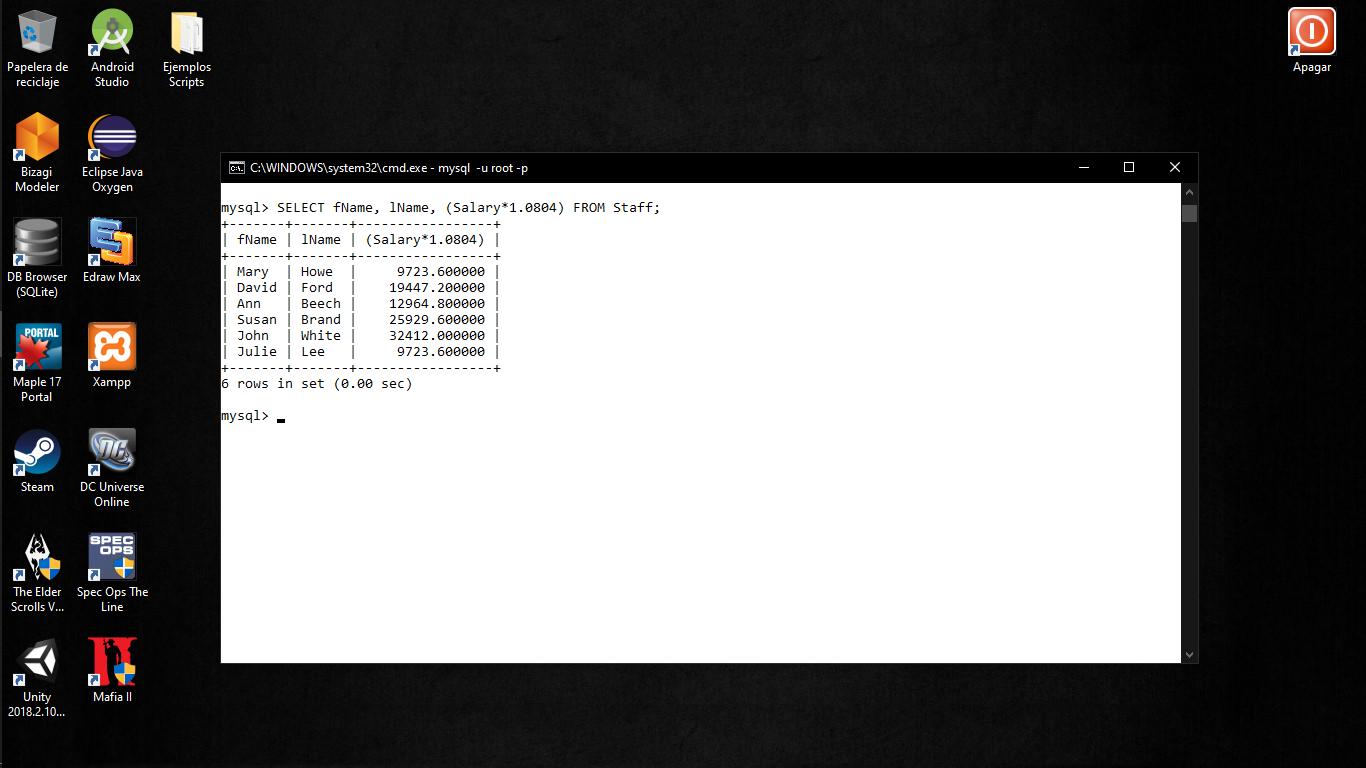 Papelera de
reciclaje
Android
Studio
Ejemplos
Scripts
Apagar
Bizagi
Modeler
Eclipse Java
Oxygen
DB Browser
(SQLite)
Edraw Max
PORTAL
Maple 17
Portal
Xampp
Steam
DC
DC Universe
Online
The Elder
Scrolls V...
SPEC
OPS
Spec Ops The
Line
Unity
2018.2.10...
Mafia II
C:\WINDOWS\system32\cmd.exe - mysql  -u root -p
mysql> SELECT fName, lName, (Salary*1.0804) FROM Staff;
+-------+-------+-----------------+
| fName | lName | (Salary*1.0804) |
+-------+-------+-----------------+
| Mary  | Howe  |     9723.600000 |
| David | Ford  |    19447.200000 |
| Ann   | Beech |    12964.800000 |
| Susan | Brand |    25929.600000 |
| John  | White |    32412.000000 |
| Julie | Lee   |     9723.600000 |
+-------+-------+-----------------+
6 rows in set (0.00 sec)
mysql> _